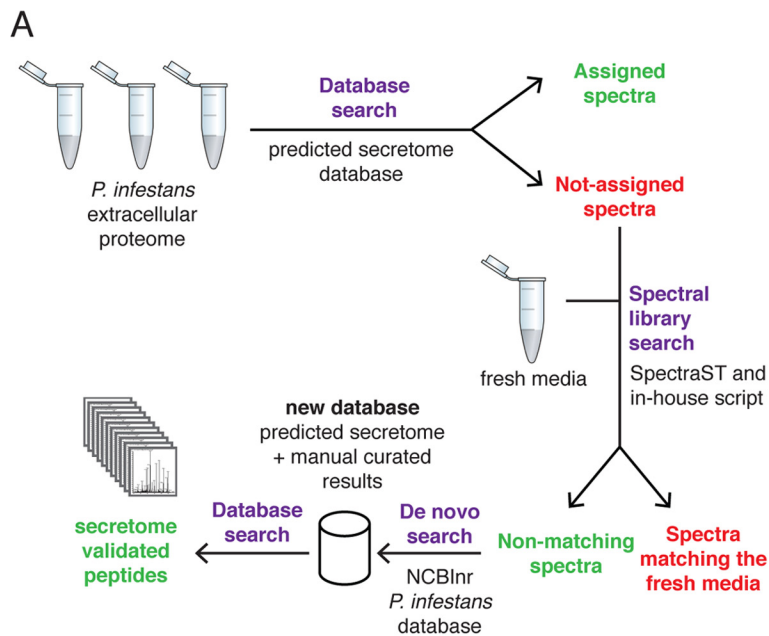 A
Database
search
predicted secretome
database
P. infestans
extracellular
proteome
Assigned
spectra
Not-assigned
spectra
fresh media
Spectral
library
search
SpectraST and
in-house script
Non-matching
spectra
Spectra
matching the
fresh media
De novo
search
NCBInr
P. infestans
database
new database
predicted secretome
+ manual curated
results
Database
search
secretome
validated
peptides